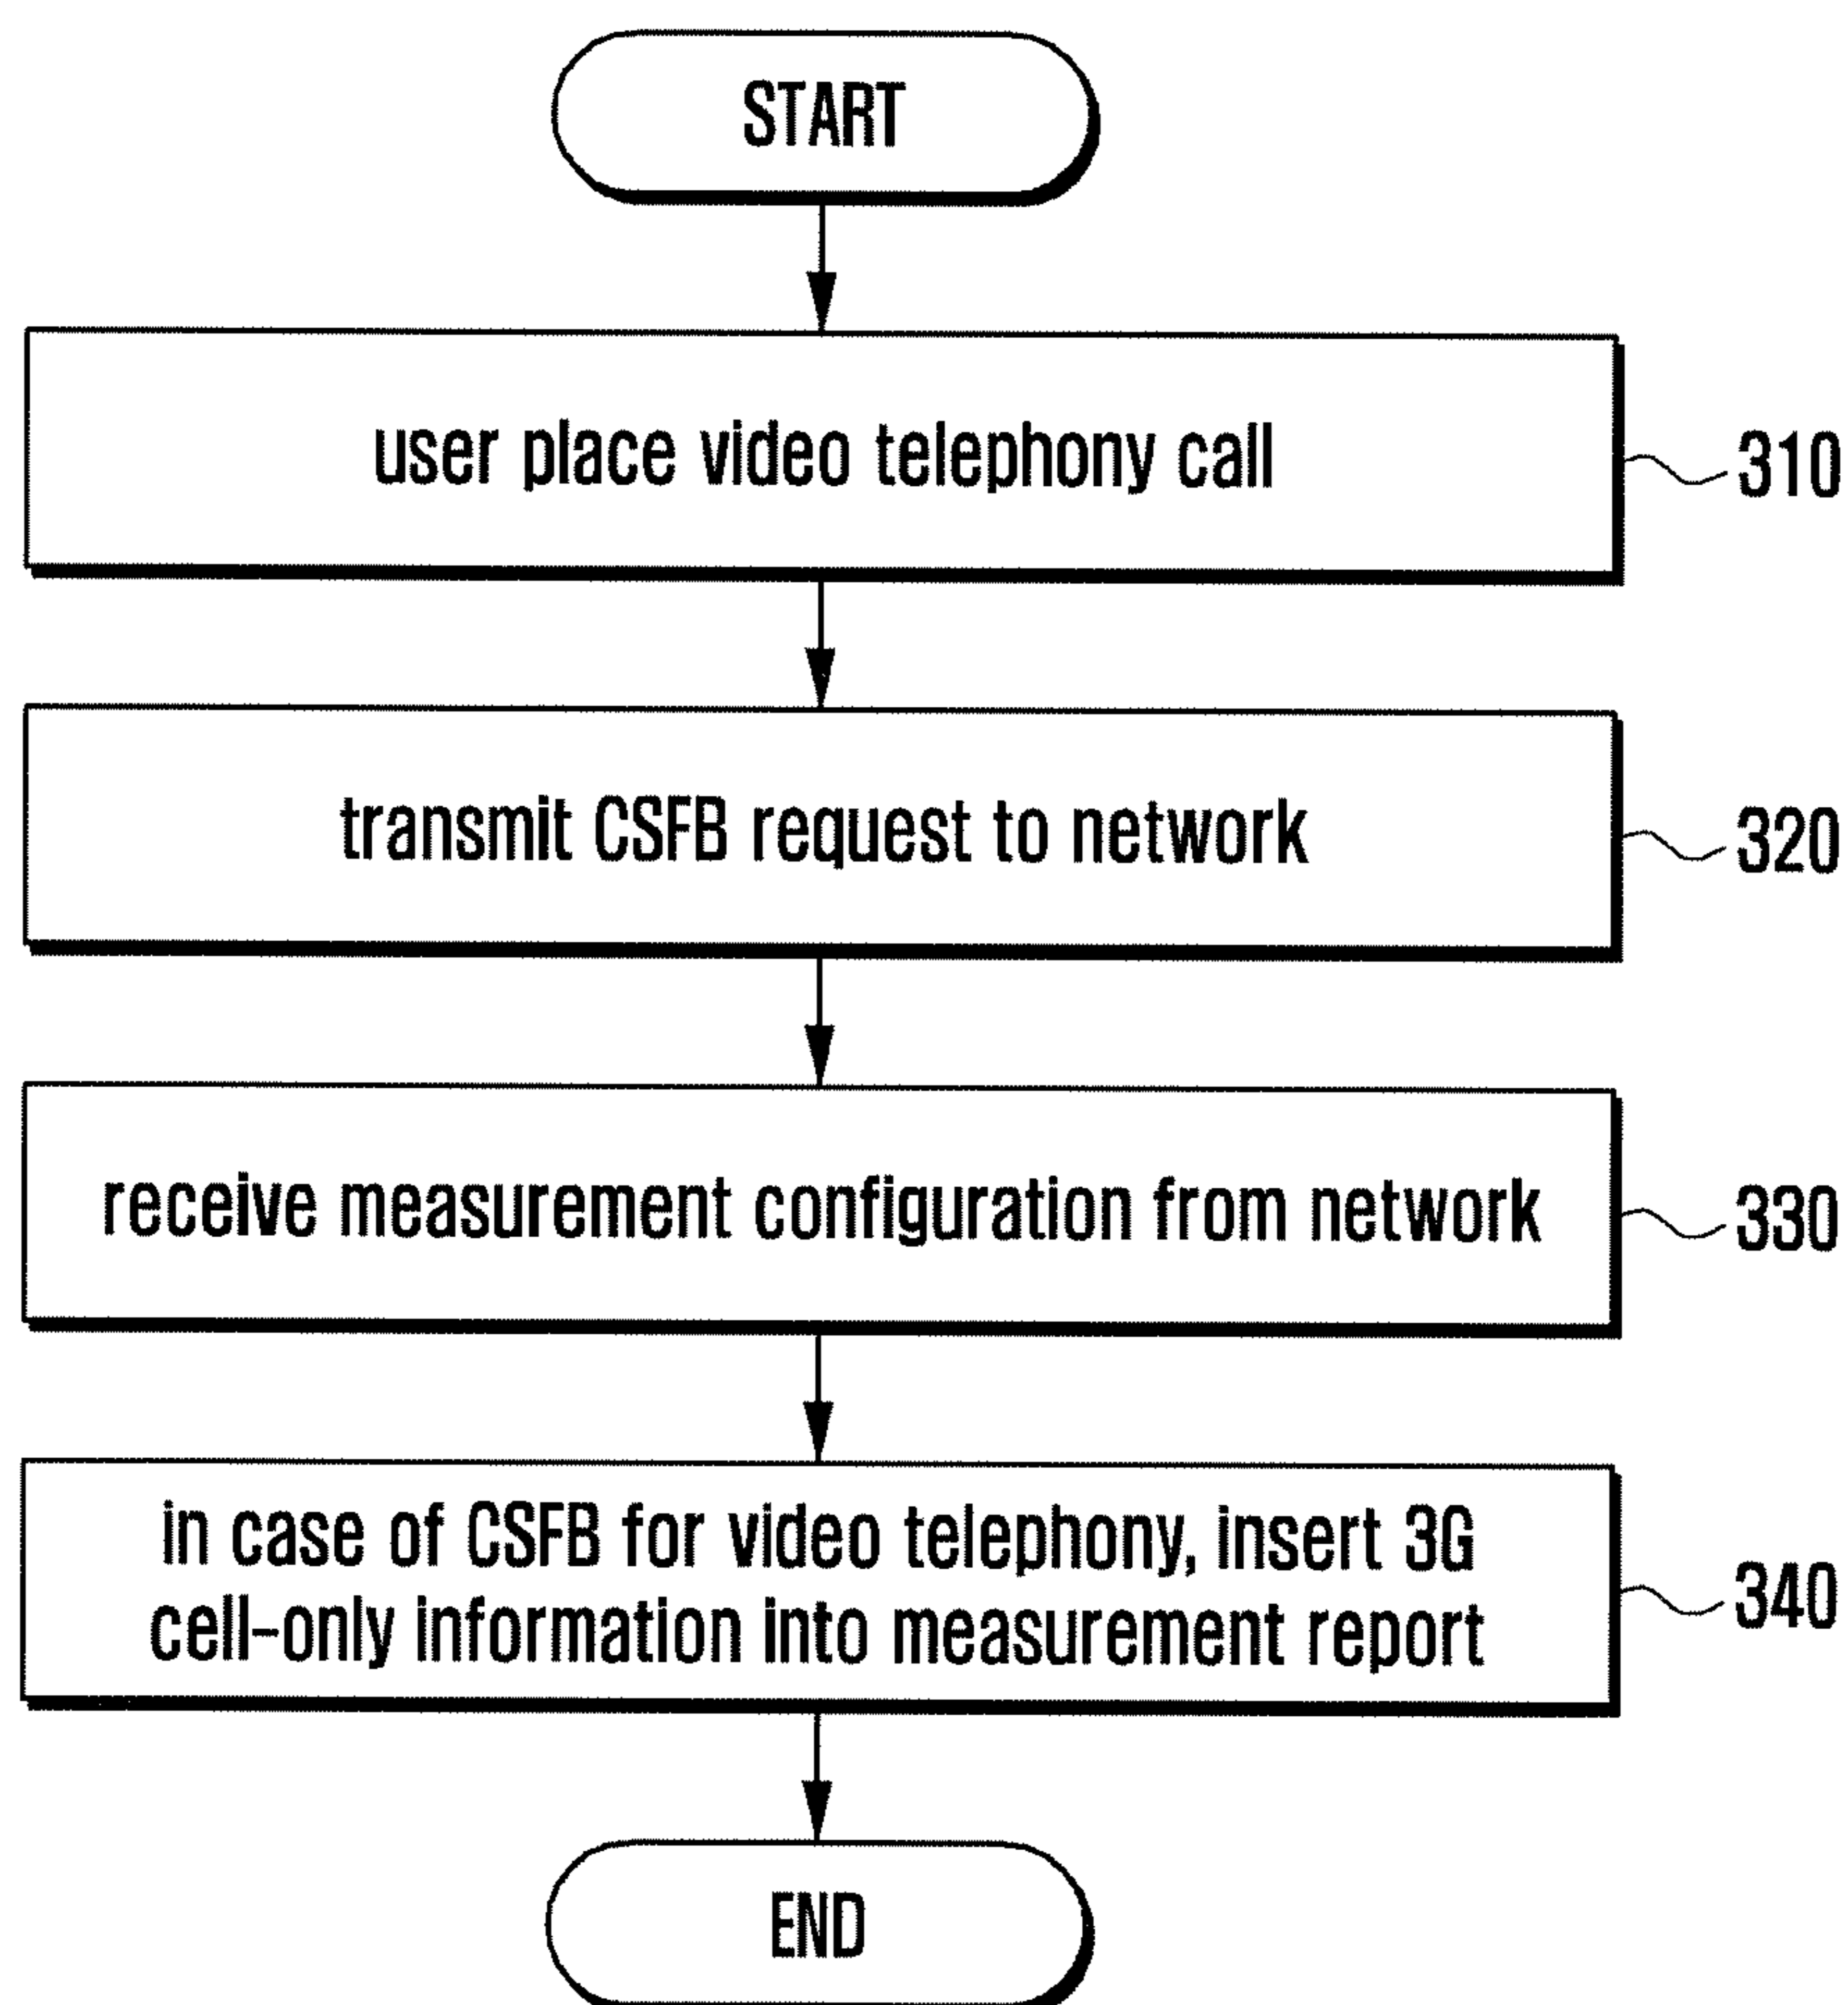 START
user place video telephony call
310
transmit CSFB request to network
320
receive measurement configuration from network
330
in case of CSFB for video telephony, insert 3G
cell-only information into measurement report
340
END